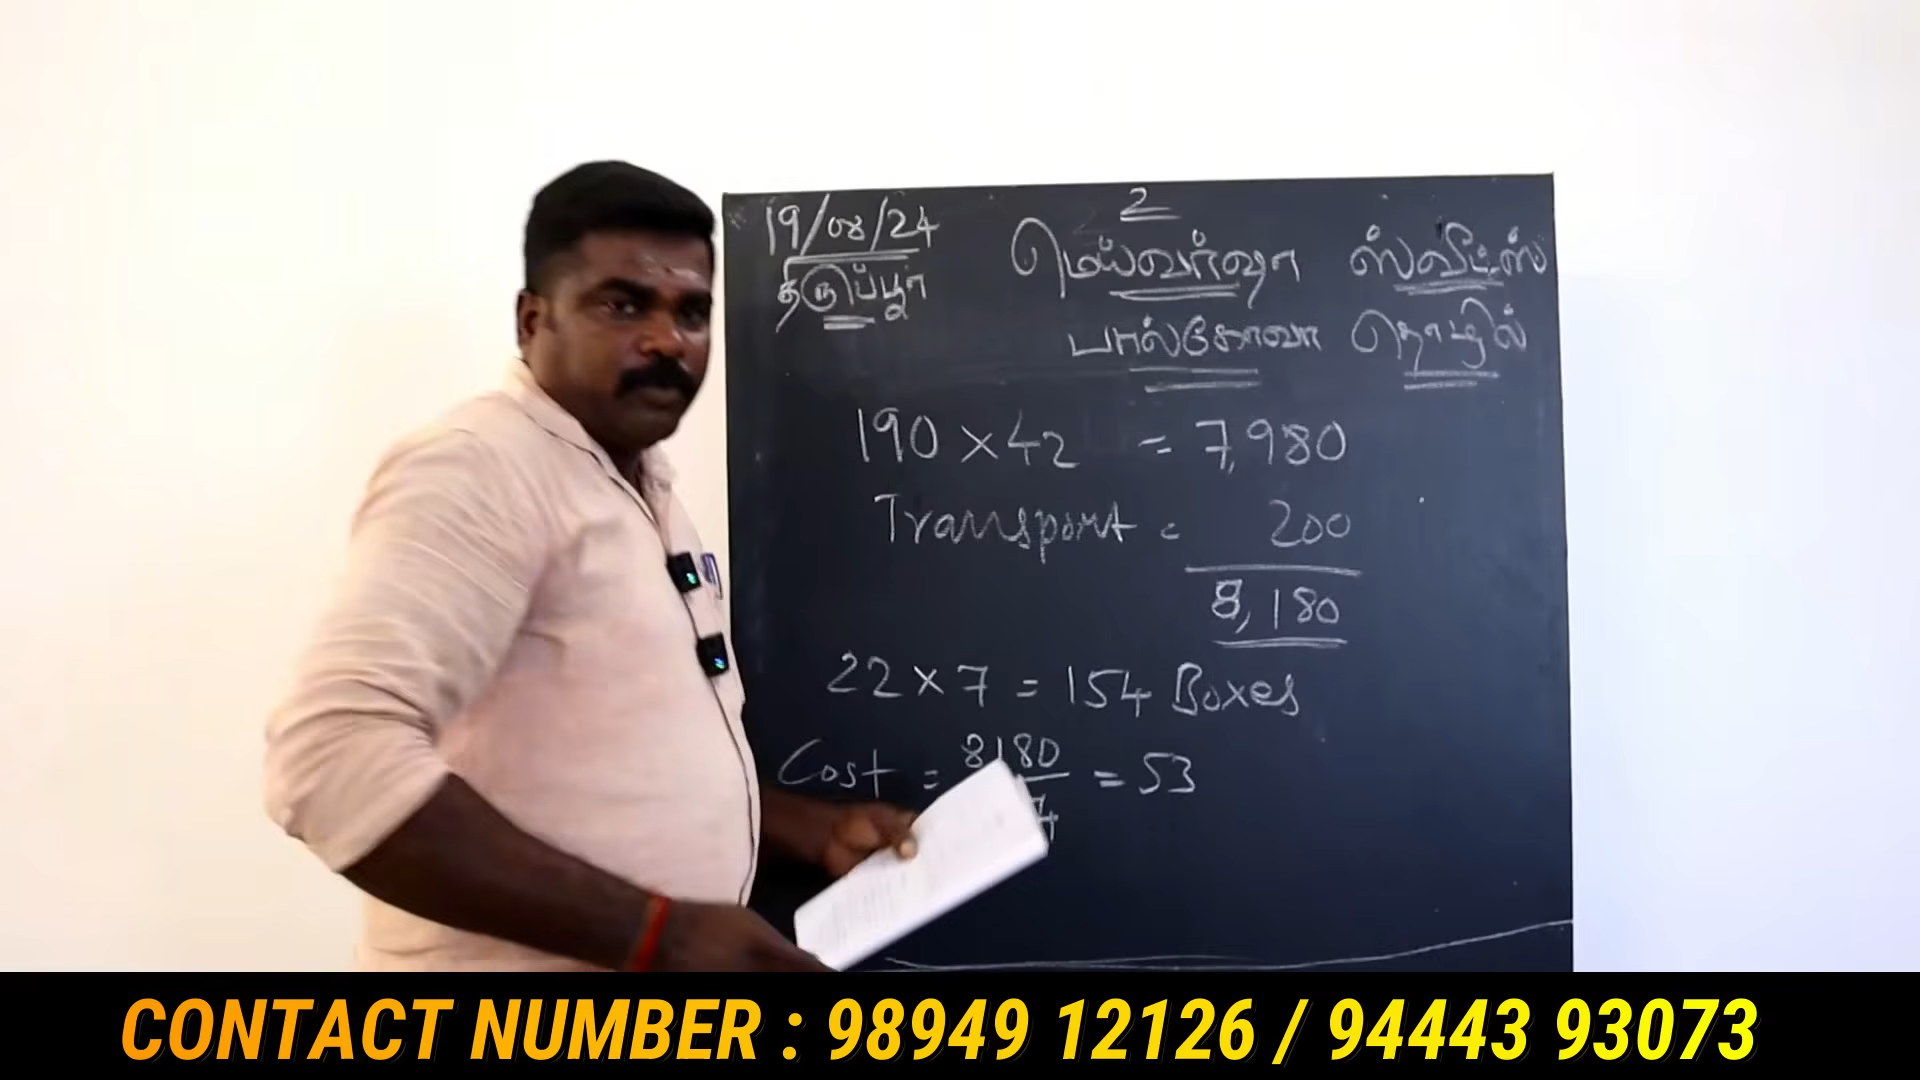 19/08/24
2
திருப்பூர்
மெய்வர்ஷா ஸ்வீட்ஸ்
பால்கோவா தொழில்
190 × 42 = 7,980
Transport = 200
8,180
22 × 7 = 154 Boxes
Cost = 8180 = 53
CONTACT NUMBER : 98949 12126 / 94443 93073